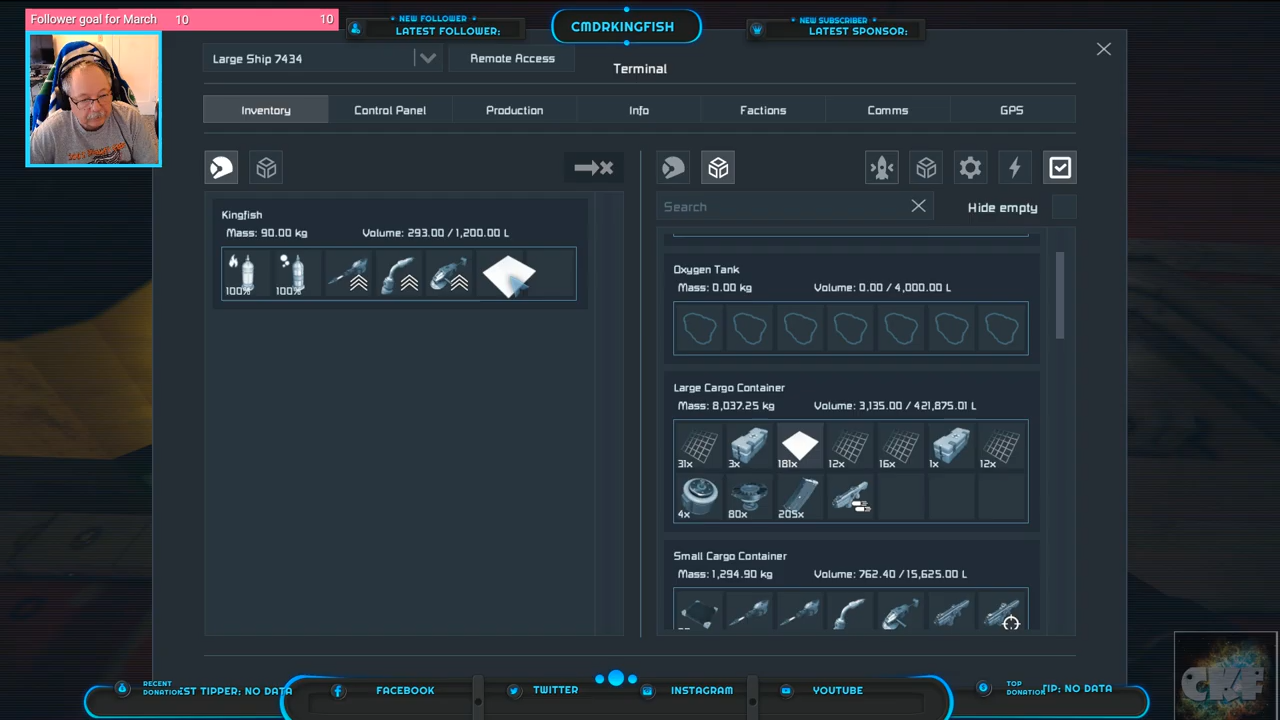 Follower goal for March 10 10
NEW FOLLOWER
LATEST FOLLOWER:
CMDRKINGFISH
NEW SUBSCRIBER
LATEST SPONSOR:
Large Ship 7434
Remote Access
Terminal
Inventory
Control Panel
Production
Info
Factions
Comms
GPS
Search
Hide empty
Kingfish
Mass: 90.00 kg Volume: 293.00 / 1,200.00 L
100% 100%
Oxygen Tank
Mass: 0.00 kg Volume: 0.00 / 4,000.00 L
Large Cargo Container
Mass: 8,037.25 kg Volume: 3,135.00 / 421,875.01 L
31x 3x 181x 12x 16x 1x 12x
4x 80x 205x
Small Cargo Container
Mass: 1,294.90 kg Volume: 762.40 / 15,625.00 L
RECENT
DONATION
EST TIPPER: NO DATA
FACEBOOK
TWITTER
INSTAGRAM
YOUTUBE
TOP
DONATION
TIP: NO DATA
CKF